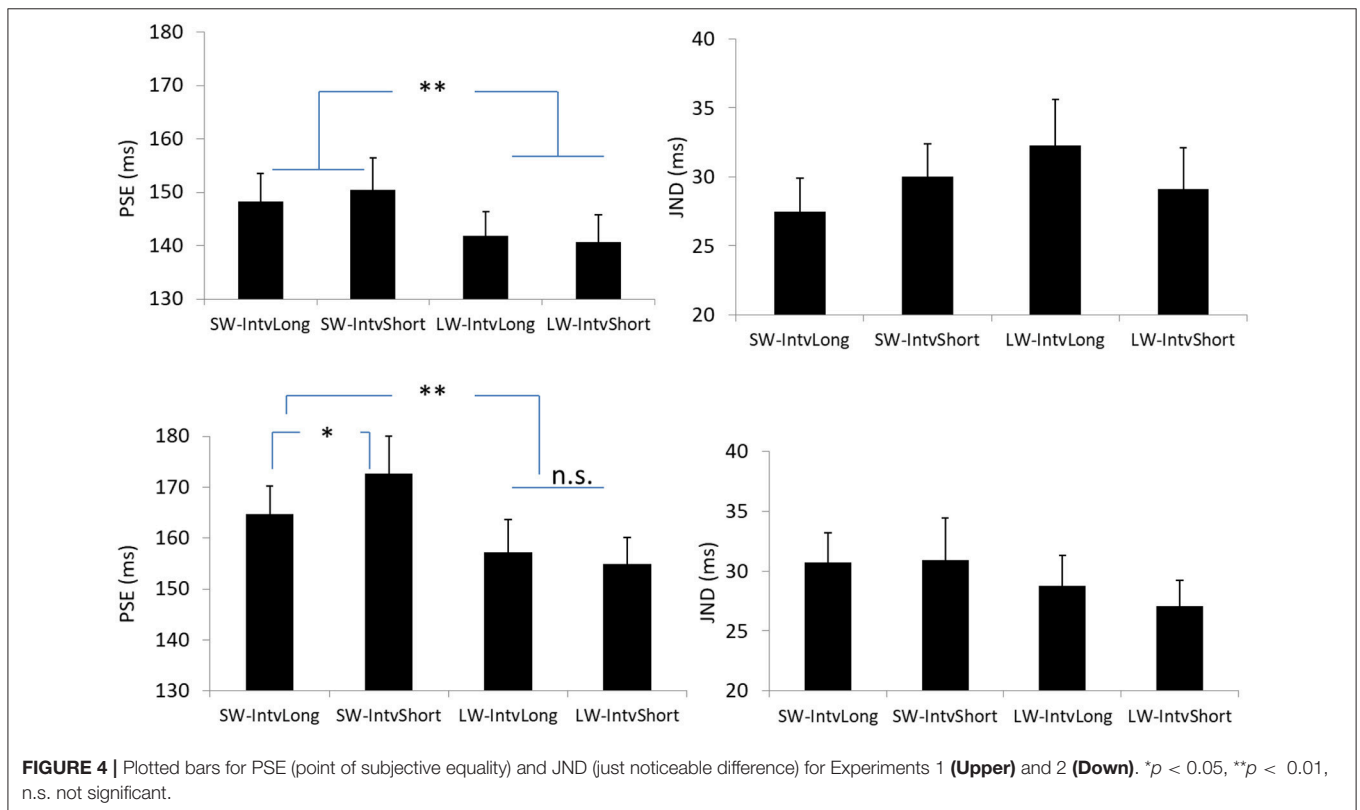 180
170
160
150
140
130
PSE (ms)
**
SW-IntvLong SW-IntvShort LW-IntvLong LW-IntvShort
40
35
30
25
20
JND (ms)
SW-IntvLong SW-IntvShort LW-IntvLong LW-IntvShort
180
170
160
150
140
130
PSE (ms)
**
*
n.s.
SW-IntvLong SW-IntvShort LW-IntvLong LW-IntvShort
40
35
30
25
20
JND (ms)
SW-IntvLong SW-IntvShort LW-IntvLong LW-IntvShort
FIGURE 4 | Plotted bars for PSE (point of subjective equality) and JND (just noticeable difference) for Experiments 1 (Upper) and 2 (Down). *p < 0.05, **p < 0.01,
n.s. not significant.